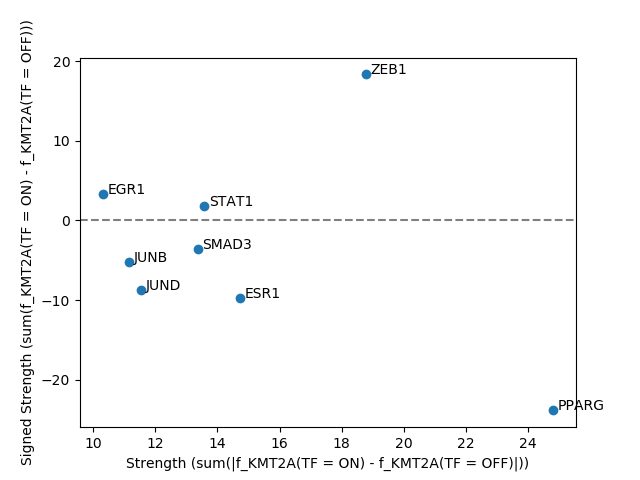 Signed Strength (sum(f_KMT2A(TF = ON) - f_KMT2A(TF = OFF)))
20
10
0
−10
−20
ZEB1
EGR1
STAT1
SMAD3
JUNB
JUND
ESR1
PPARG
10 12 14 16 18 20 22 24
Strength (sum(|f_KMT2A(TF = ON) - f_KMT2A(TF = OFF)|))